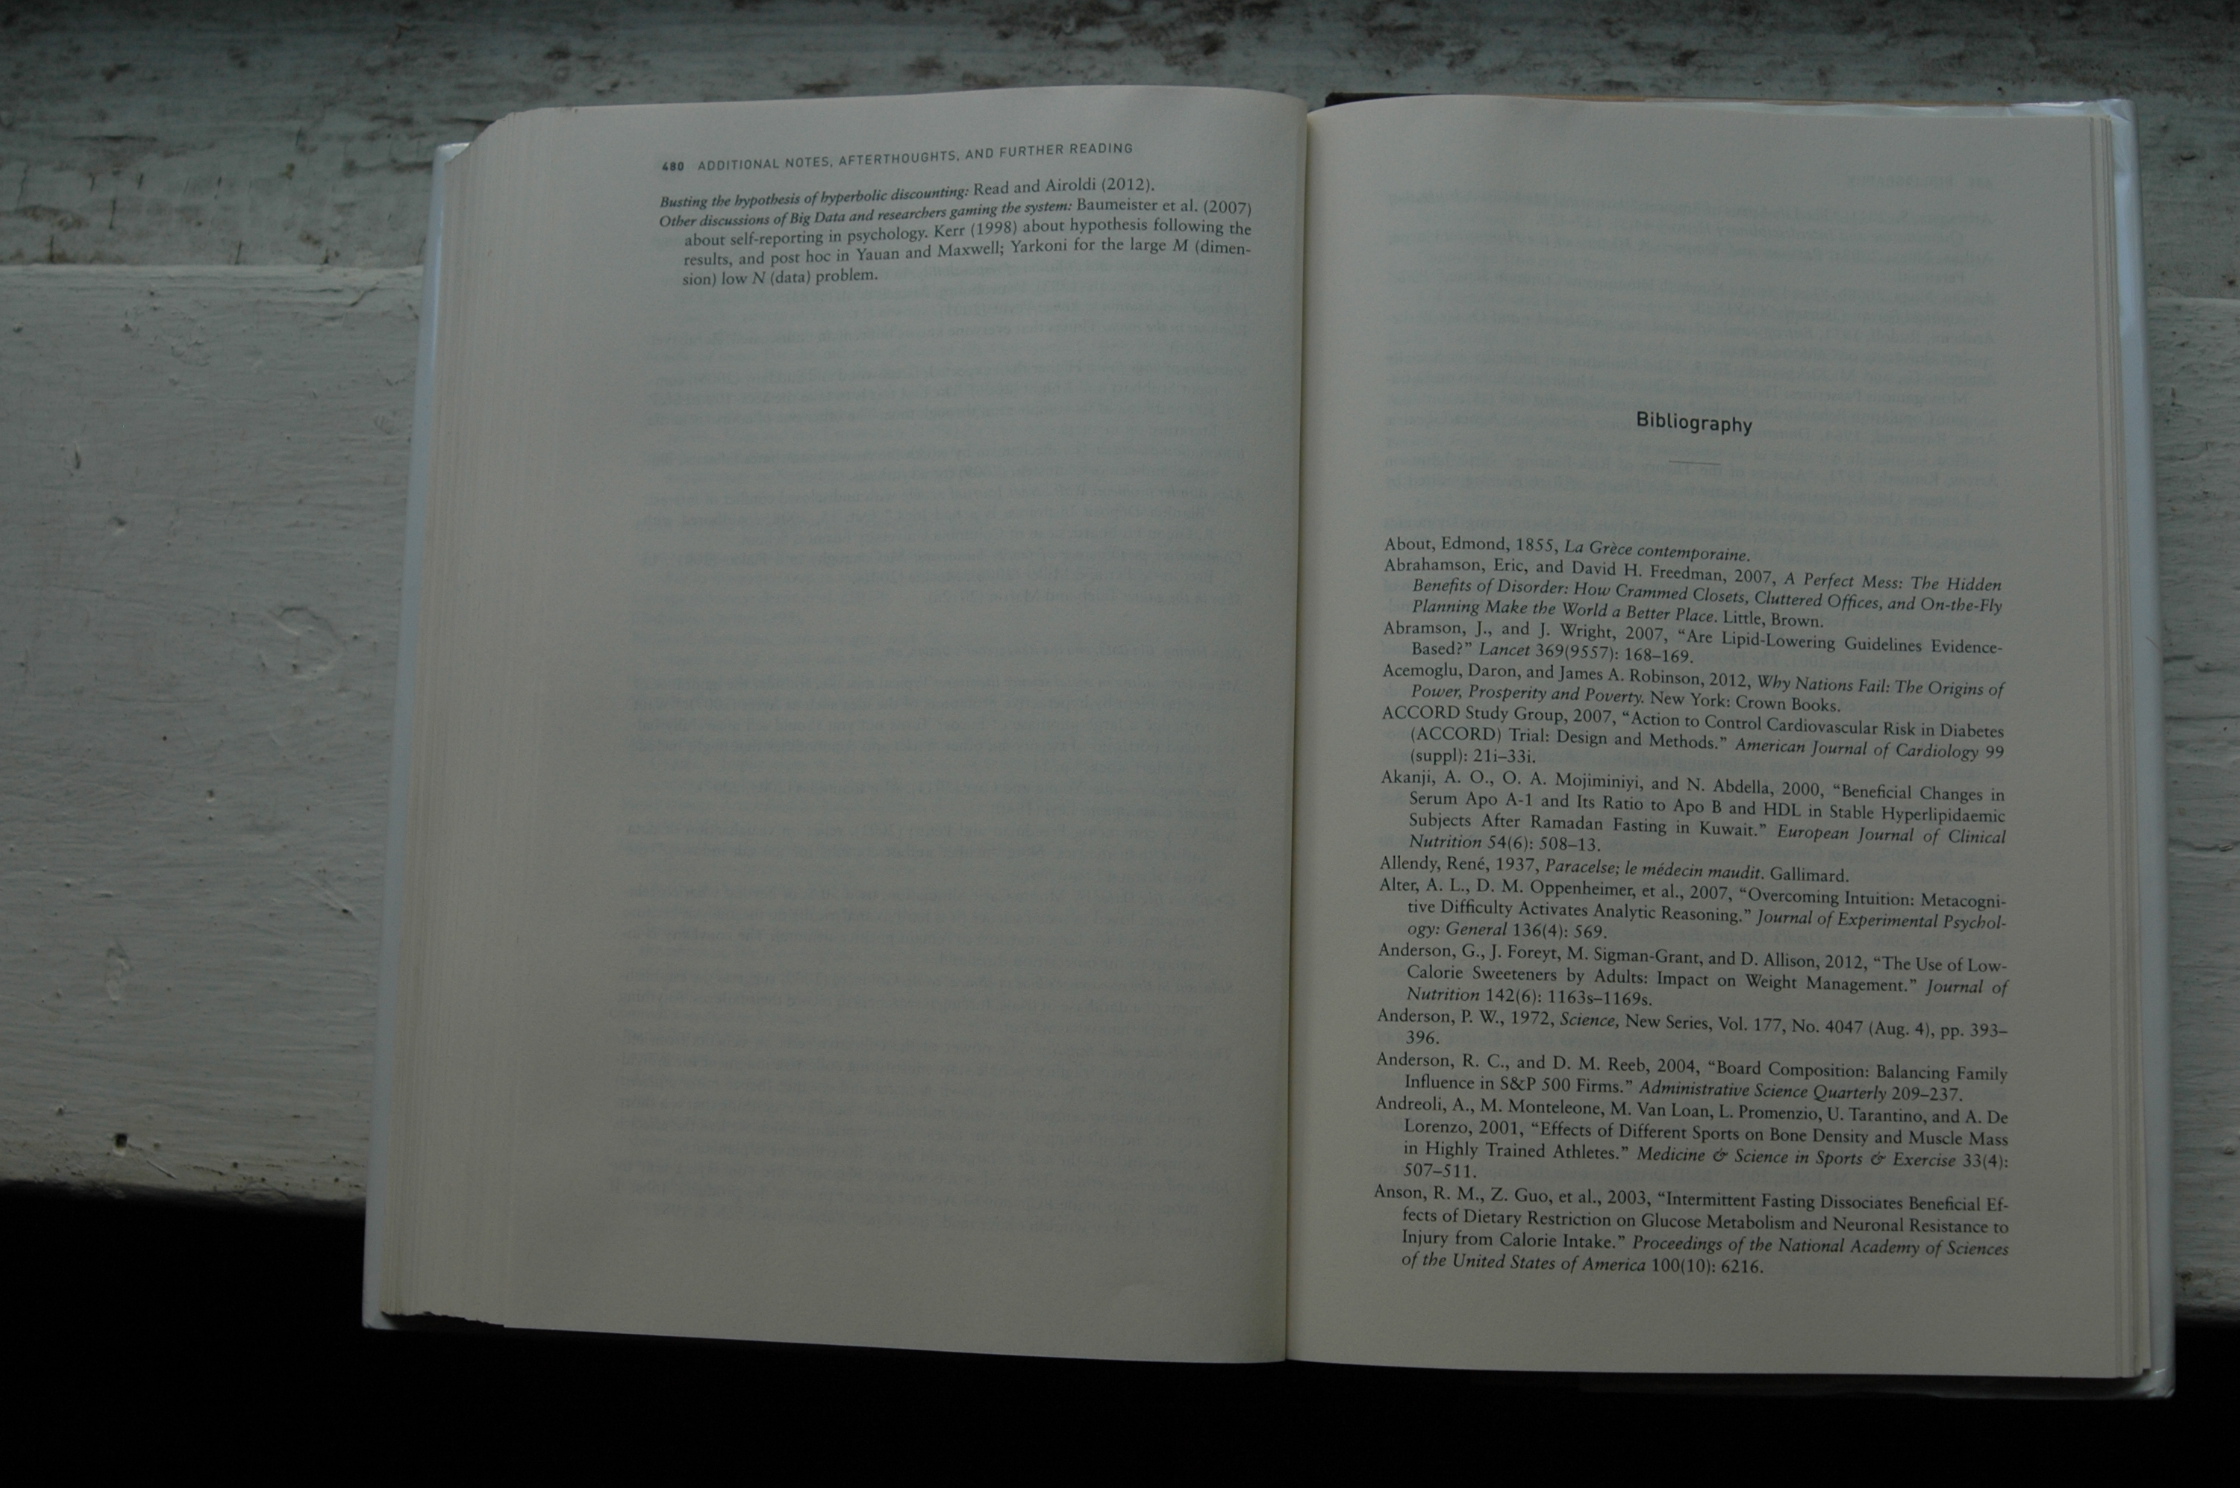 480 ADDITIONAL NOTES, AFTERTHOUGHTS, AND FURTHER READING
Busting the hypothesis of hyperbolic discounting: Read and Airoldi (2012).
Other discussions of Big Data and researchers gaming the system: Baumeister et al. (2007)
about self-reporting in psychology. Kerr (1998) about hypothesis following the
results, and post hoc in Yauan and Maxwell; Yarkoni for the large M (dimen-
sion) low N (data) problem.
Bibliography
About, Edmond, 1855, La Grèce contemporaine.
Abrahamson, Eric, and David H. Freedman, 2007, A Perfect Mess: The Hidden
Benefits of Disorder: How Crammed Closets, Cluttered Offices, and On-the-Fly
Planning Make the World a Better Place. Little, Brown.
Abramson, J., and J. Wright, 2007, “Are Lipid-Lowering Guidelines Evidence-
Based?” Lancet 369(9557): 168–169.
Acemoglu, Daron, and James A. Robinson, 2012, Why Nations Fail: The Origins of
Power, Prosperity and Poverty. New York: Crown Books.
ACCORD Study Group, 2007, “Action to Control Cardiovascular Risk in Diabetes
(ACCORD) Trial: Design and Methods.” American Journal of Cardiology 99
(suppl): 21i–33i.
Akanji, A. O., O. A. Mojiminiyi, and N. Abdella, 2000, “Beneficial Changes in
Serum Apo A-1 and Its Ratio to Apo B and HDL in Stable Hyperlipidaemic
Subjects After Ramadan Fasting in Kuwait.” European Journal of Clinical
Nutrition 54(6): 508–13.
Allendy, René, 1937, Paracelse; le médecin maudit. Gallimard.
Alter, A. L., D. M. Oppenheimer, et al., 2007, “Overcoming Intuition: Metacogni-
tive Difficulty Activates Analytic Reasoning.” Journal of Experimental Psychol-
ogy: General 136(4): 569.
Anderson, G., J. Foreyt, M. Sigman-Grant, and D. Allison, 2012, “The Use of Low-
Calorie Sweeteners by Adults: Impact on Weight Management.” Journal of
Nutrition 142(6): 1163s–1169s.
Anderson, P. W., 1972, Science, New Series, Vol. 177, No. 4047 (Aug. 4), pp. 393–
396.
Anderson, R. C., and D. M. Reeb, 2004, “Board Composition: Balancing Family
Influence in S&P 500 Firms.” Administrative Science Quarterly 209–237.
Andreoli, A., M. Monteleone, M. Van Loan, L. Promenzio, U. Tarantino, and A. De
Lorenzo, 2001, “Effects of Different Sports on Bone Density and Muscle Mass
in Highly Trained Athletes.” Medicine & Science in Sports & Exercise 33(4):
507–511.
Anson, R. M., Z. Guo, et al., 2003, “Intermittent Fasting Dissociates Beneficial Ef-
fects of Dietary Restriction on Glucose Metabolism and Neuronal Resistance to
Injury from Calorie Intake.” Proceedings of the National Academy of Sciences
of the United States of America 100(10): 6216.